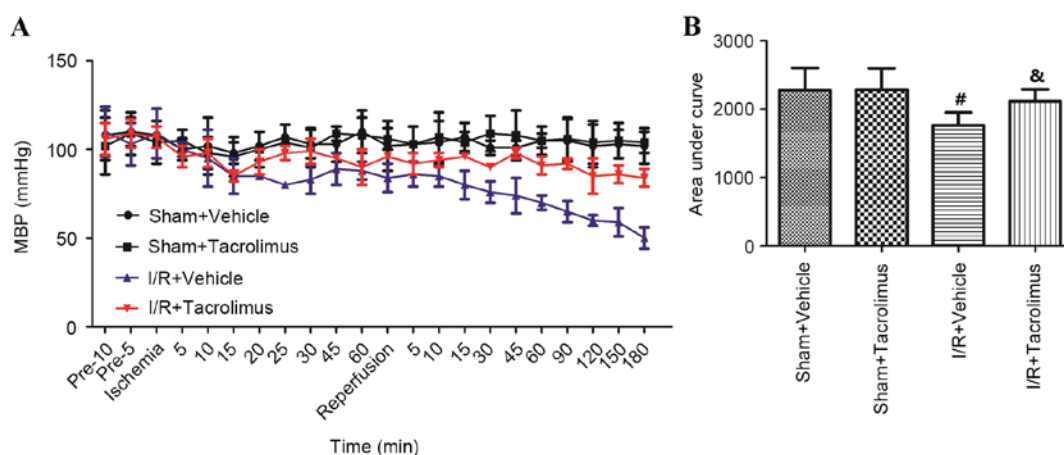 A
MBP (mmHg)
150
100
50
0
Sham+Vehicle
Sham+Tacrolimus
I/R+Vehicle
I/R+Tacrolimus
Pre-10
Pre-5
Ischemia
5
10
15
20
25
30
45
60
Reperfusion
5
10
15
30
45
60
90
120
150
180
Time (min)
B
Area under curve
3000
2000
1000
0
#
&
Sham+Vehicle
Sham+Tacrolimus
I/R+Vehicle
I/R+Tacrolimus